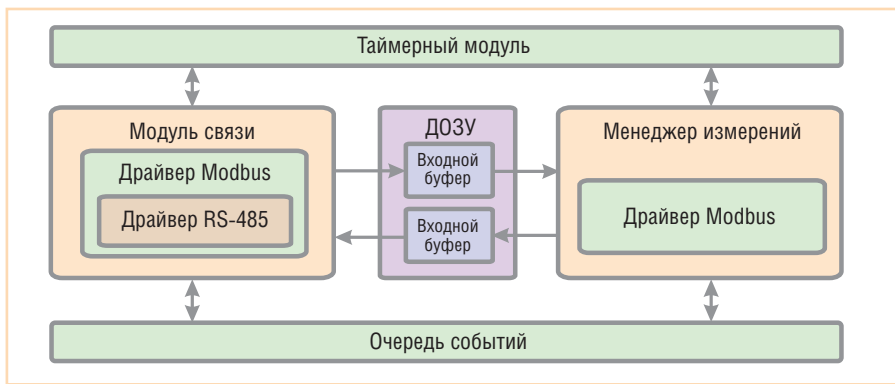 Таймерный модуль
Модуль связи
ДОЗУ
Менеджер измерений
Драйвер Modbus
Драйвер RS-485
Входной
буфер
Входной
буфер
Драйвер Modbus
Очередь событий